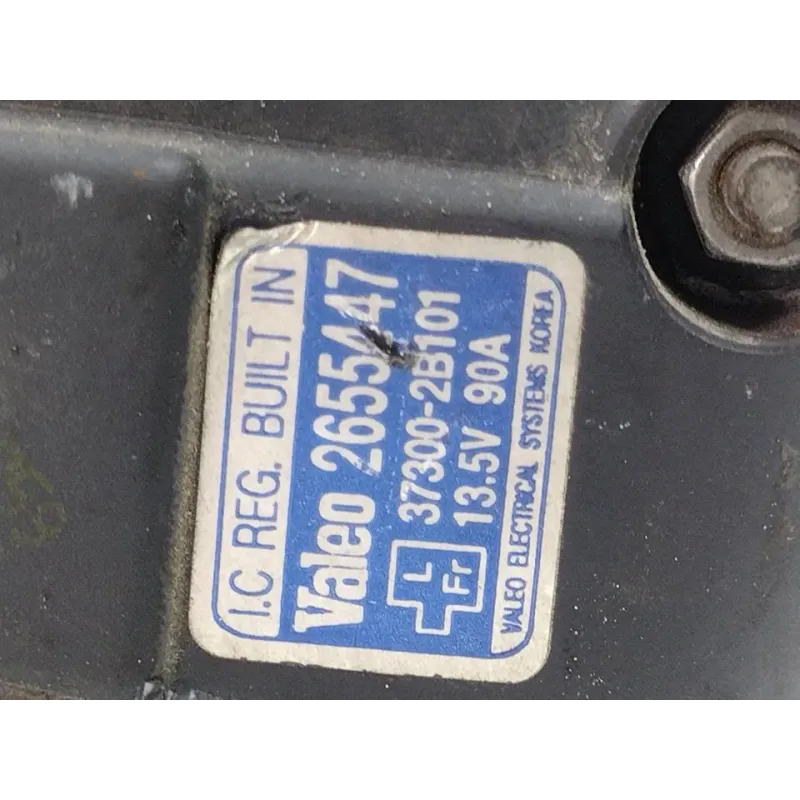 I.C REG. BUILT IN
Valeo 2655447
37300-2B101
L 13.5V 90A
Fr
VALEO ELECTRICAL SYSTEMS KOREA